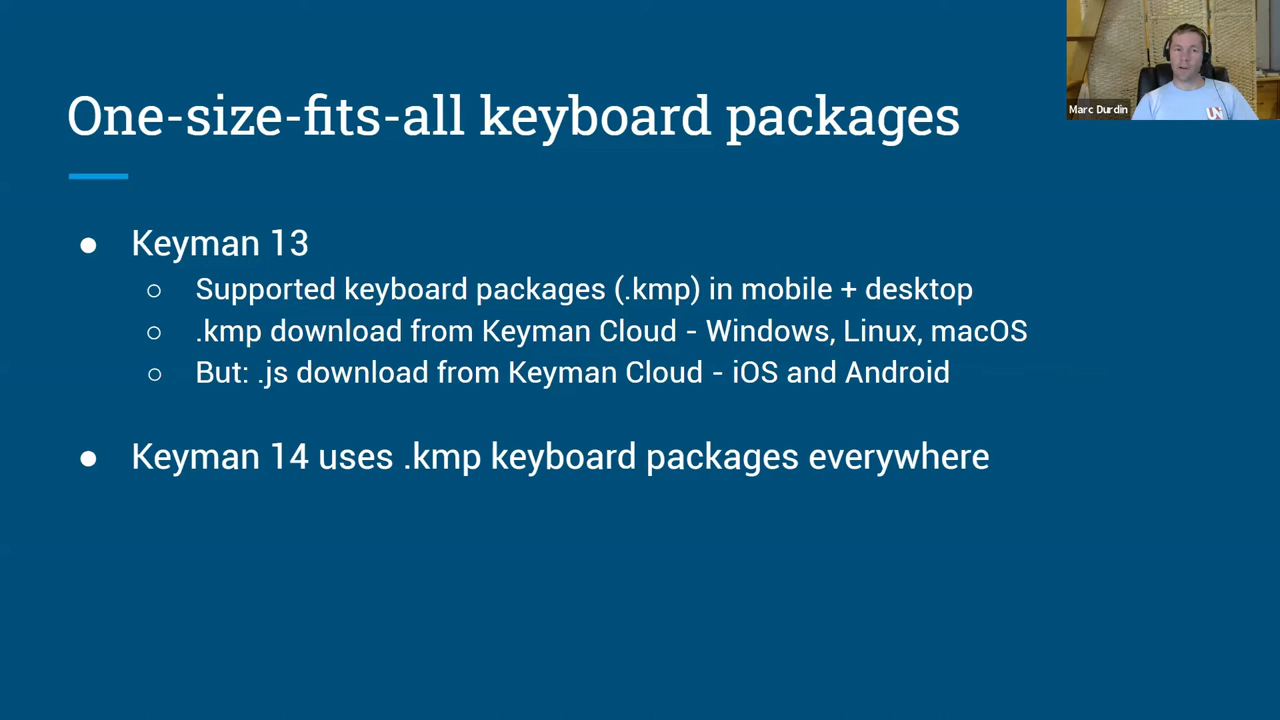 One-size-fits-all keyboard packages
Marc Durdin
● Keyman 13
○ Supported keyboard packages (.kmp) in mobile + desktop
○ .kmp download from Keyman Cloud - Windows, Linux, macOS
○ But: .js download from Keyman Cloud - iOS and Android
● Keyman 14 uses .kmp keyboard packages everywhere